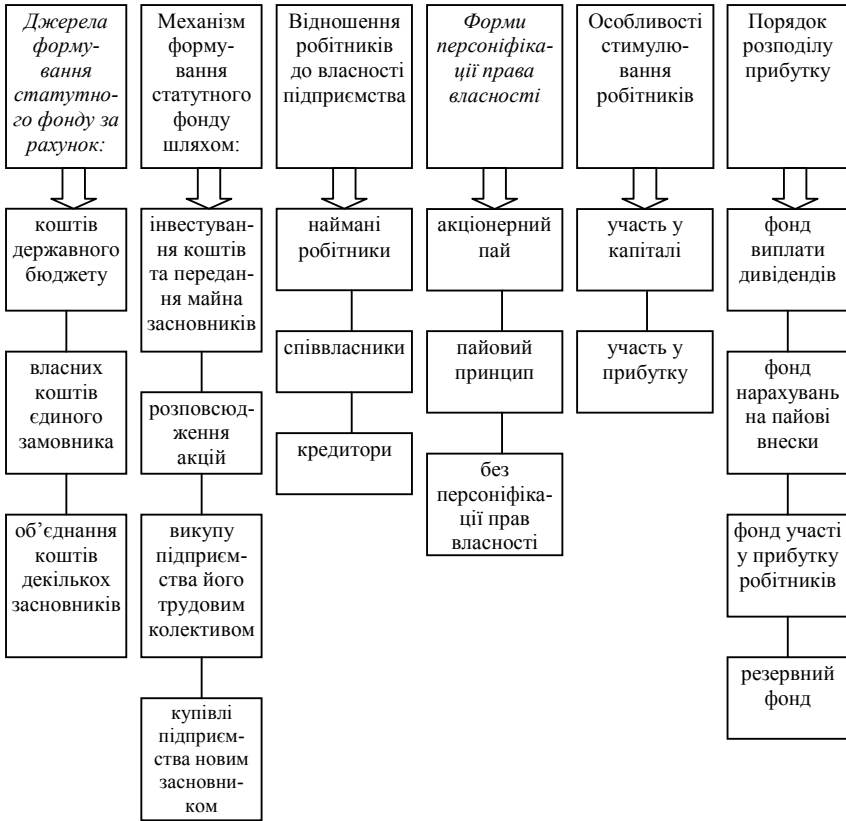 Джерела
форму-
вання
статутно-
го фонду за
рахунок:
коштів
державного
бюджету
власних
коштів
єдиного
замовника
об’єднання
коштів
декількох
засновників
Механізм
форму-
вання
статутного
фонду
шляхом:
інвестуван-
ня коштів
та передан-
ня майна
засновників
розповсюд-
ження
акцій
викупу
підприєм-
ства його
трудовим
колективом
купівлі
підприєм-
ства новим
засновни-
ком
Відношення
робітників
до власності
підприємства
наймані
робітники
співвласники
кредитори
Форми
персоніфіка-
ції права
власності
акціонерний
пай
пайовий
принцип
без
персоніфіка-
ції прав
власності
Особливості
стимулю-
вання
робітників
участь у
капіталі
участь у
прибутку
Порядок
розподілу
прибутку
фонд
виплати
дивідендів
фонд
нарахувань
на пайові
внески
фонд участі
у прибутку
робітників
резервний
фонд